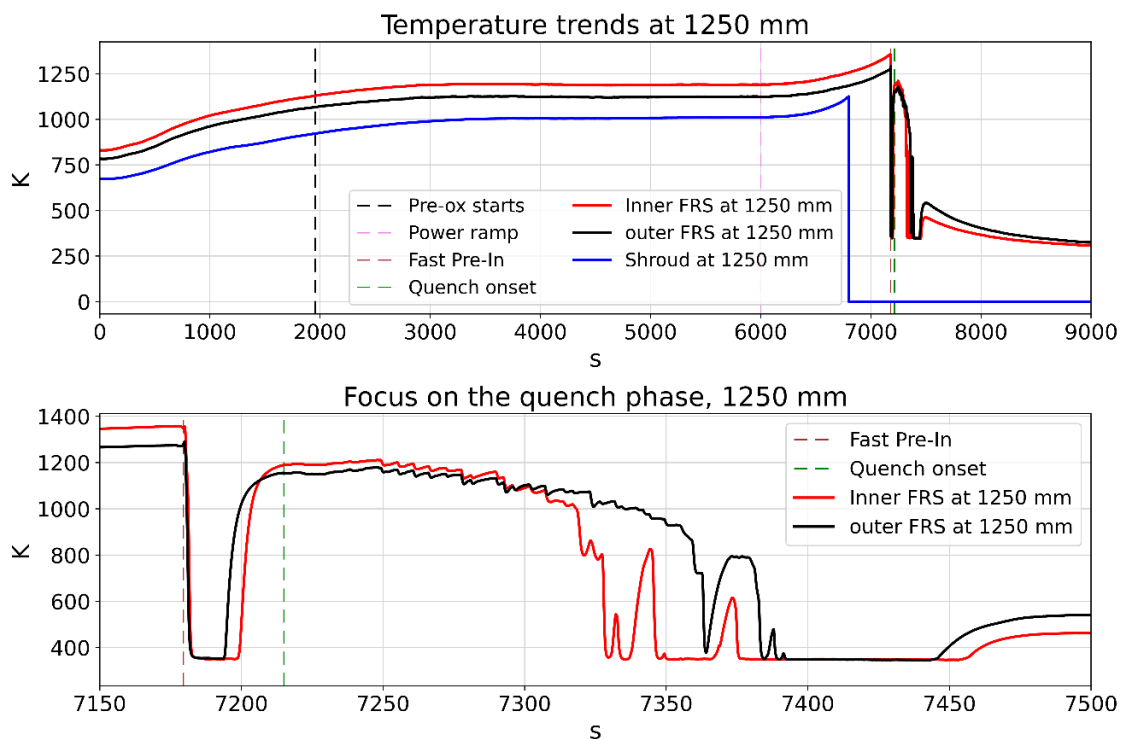 Temperature trends at 1250 mm
K
1250
1000
750
500
250
0
Pre-ox starts
Power ramp
Fast Pre-In
Quench onset
Inner FRS at 1250 mm
outer FRS at 1250 mm
Shroud at 1250 mm
0 1000 2000 3000 4000 5000 6000 7000 8000 9000
s
Focus on the quench phase, 1250 mm
K
1400
1200
1000
800
600
400
Fast Pre-In
Quench onset
Inner FRS at 1250 mm
outer FRS at 1250 mm
7150 7200 7250 7300 7350 7400 7450 7500
s